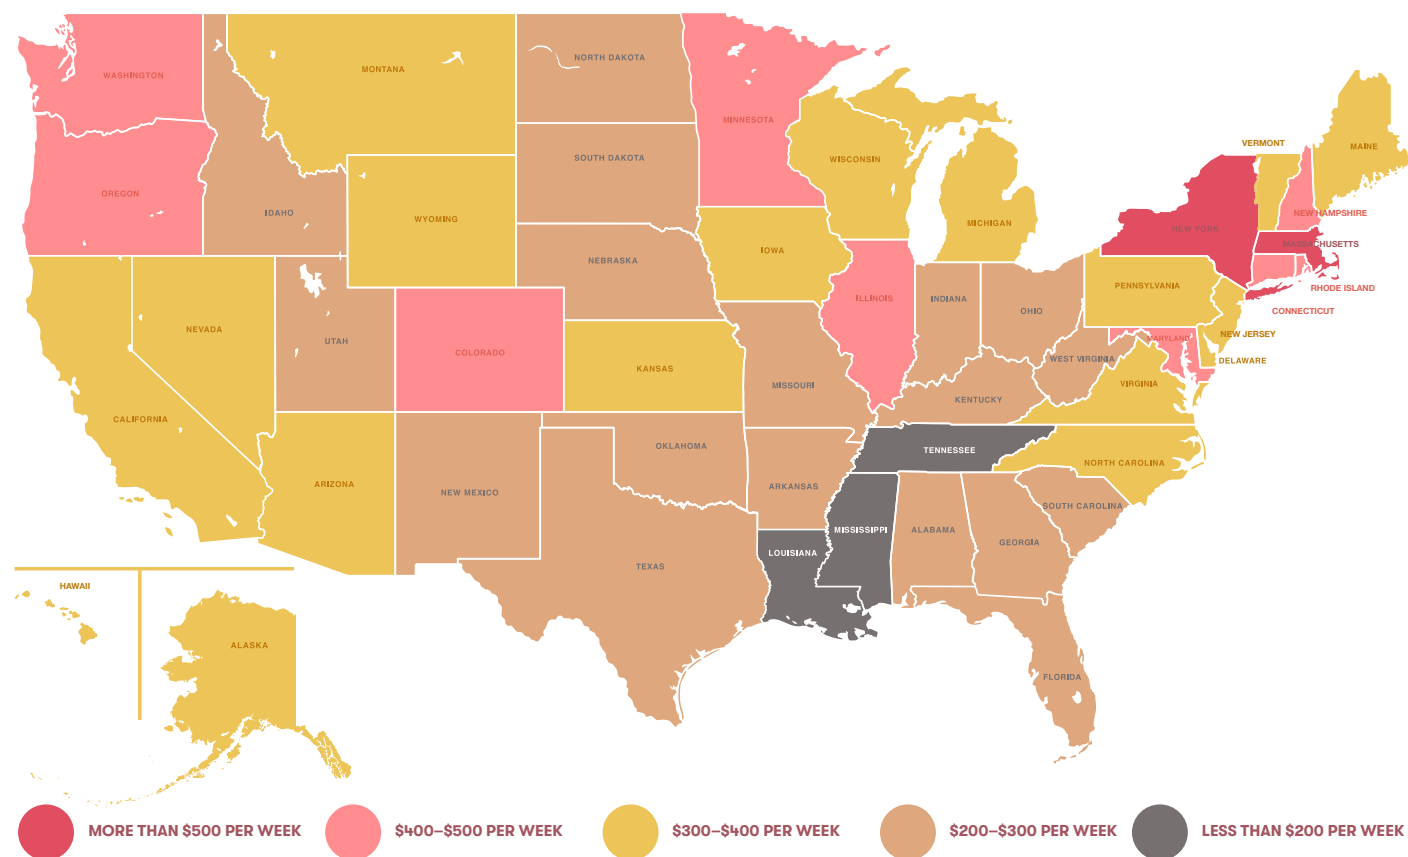 NORTH DAKOTA
MONTANA
WASHINGTON
MINNESOTA
VERMONT
MAINE
SOUTH DAKOTA
WISCONSIN
OREGON
IDAHO
NEW HAMPSHIRE
WYOMING
MICHIGAN
NEW YORK
MASSACHUSETTS
IOWA
NEBRASKA
PENNSYLVANIA
RHODE ISLAND
ILLINOIS
INDIANA
OHIO
CONNECTICUT
NEVADA
NEW JERSEY
UTAH
MARYLAND
COLORADO
WEST VIRGINIA
DELAWARE
KANSAS
MISSOURI
VIRGINIA
KENTUCKY
CALIFORNIA
OKLAHOMA
TENNESSEE
NORTH CAROLINA
ARIZONA
NEW MEXICO
ARKANSAS
SOUTH CAROLINA
MISSISSIPPI
ALABAMA
GEORGIA
LOUISIANA
TEXAS
HAWAII
ALASKA
FLORIDA
MORE THAN $500 PER WEEK
$400–$500 PER WEEK
$300–$400 PER WEEK
$200–$300 PER WEEK
LESS THAN $200 PER WEEK